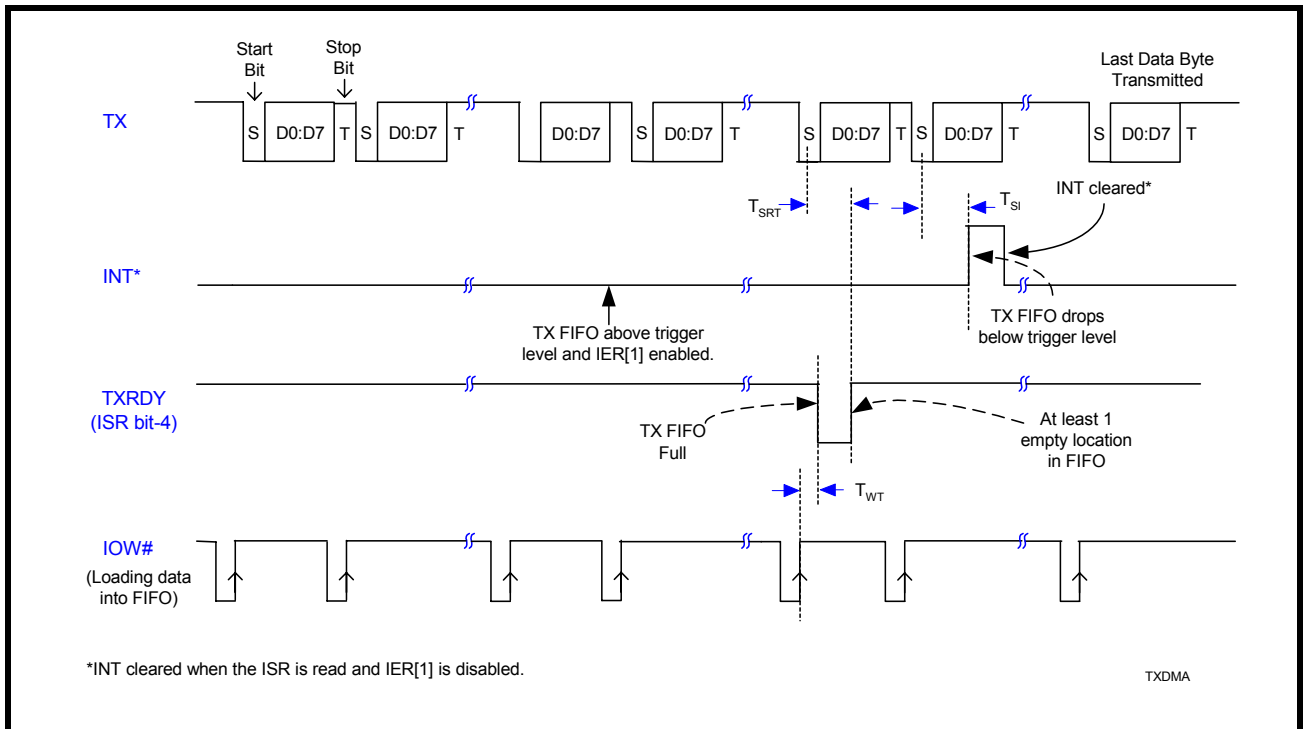 Start
Bit
Stop
Bit
Last Data Byte
Transmitted
TX
S D0:D7 T S D0:D7 T D0:D7 S D0:D7 T S D0:D7 T S D0:D7 T S D0:D7 T
TSRT
TSI
INT cleared*
INT*
TX FIFO above trigger
level and IER[1] enabled.
TX FIFO drops
below trigger level
TXRDY
(ISR bit-4)
TX FIFO
Full
At least 1
empty location
in FIFO
TWT
IOW#
(Loading data
into FIFO)
*INT cleared when the ISR is read and IER[1] is disabled.
TXDMA